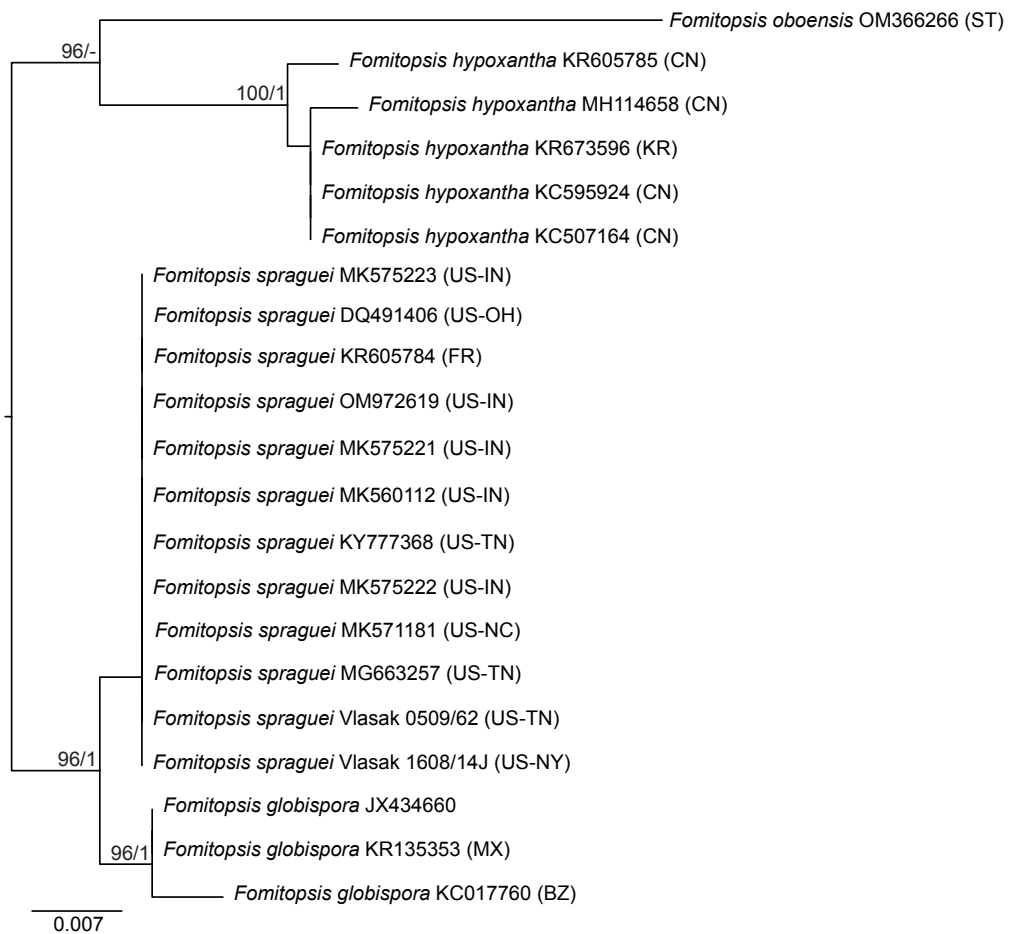 Fomitopsis oboensis OM366266 (ST)
96/-
Fomitopsis hypoxantha KR605785 (CN)
100/1
Fomitopsis hypoxantha MH114658 (CN)
Fomitopsis hypoxantha KR673596 (KR)
Fomitopsis hypoxantha KC595924 (CN)
Fomitopsis hypoxantha KC507164 (CN)
Fomitopsis spraguei MK575223 (US-IN)
Fomitopsis spraguei DQ491406 (US-OH)
Fomitopsis spraguei KR605784 (FR)
Fomitopsis spraguei OM972619 (US-IN)
Fomitopsis spraguei MK575221 (US-IN)
Fomitopsis spraguei MK560112 (US-IN)
Fomitopsis spraguei KY777368 (US-TN)
Fomitopsis spraguei MK575222 (US-IN)
Fomitopsis spraguei MK571181 (US-NC)
Fomitopsis spraguei MG663257 (US-TN)
Fomitopsis spraguei Vlasak 0509/62 (US-TN)
96/1
Fomitopsis spraguei Vlasak 1608/14J (US-NY)
Fomitopsis globispora JX434660
96/1
Fomitopsis globispora KR135353 (MX)
Fomitopsis globispora KC017760 (BZ)
0.007